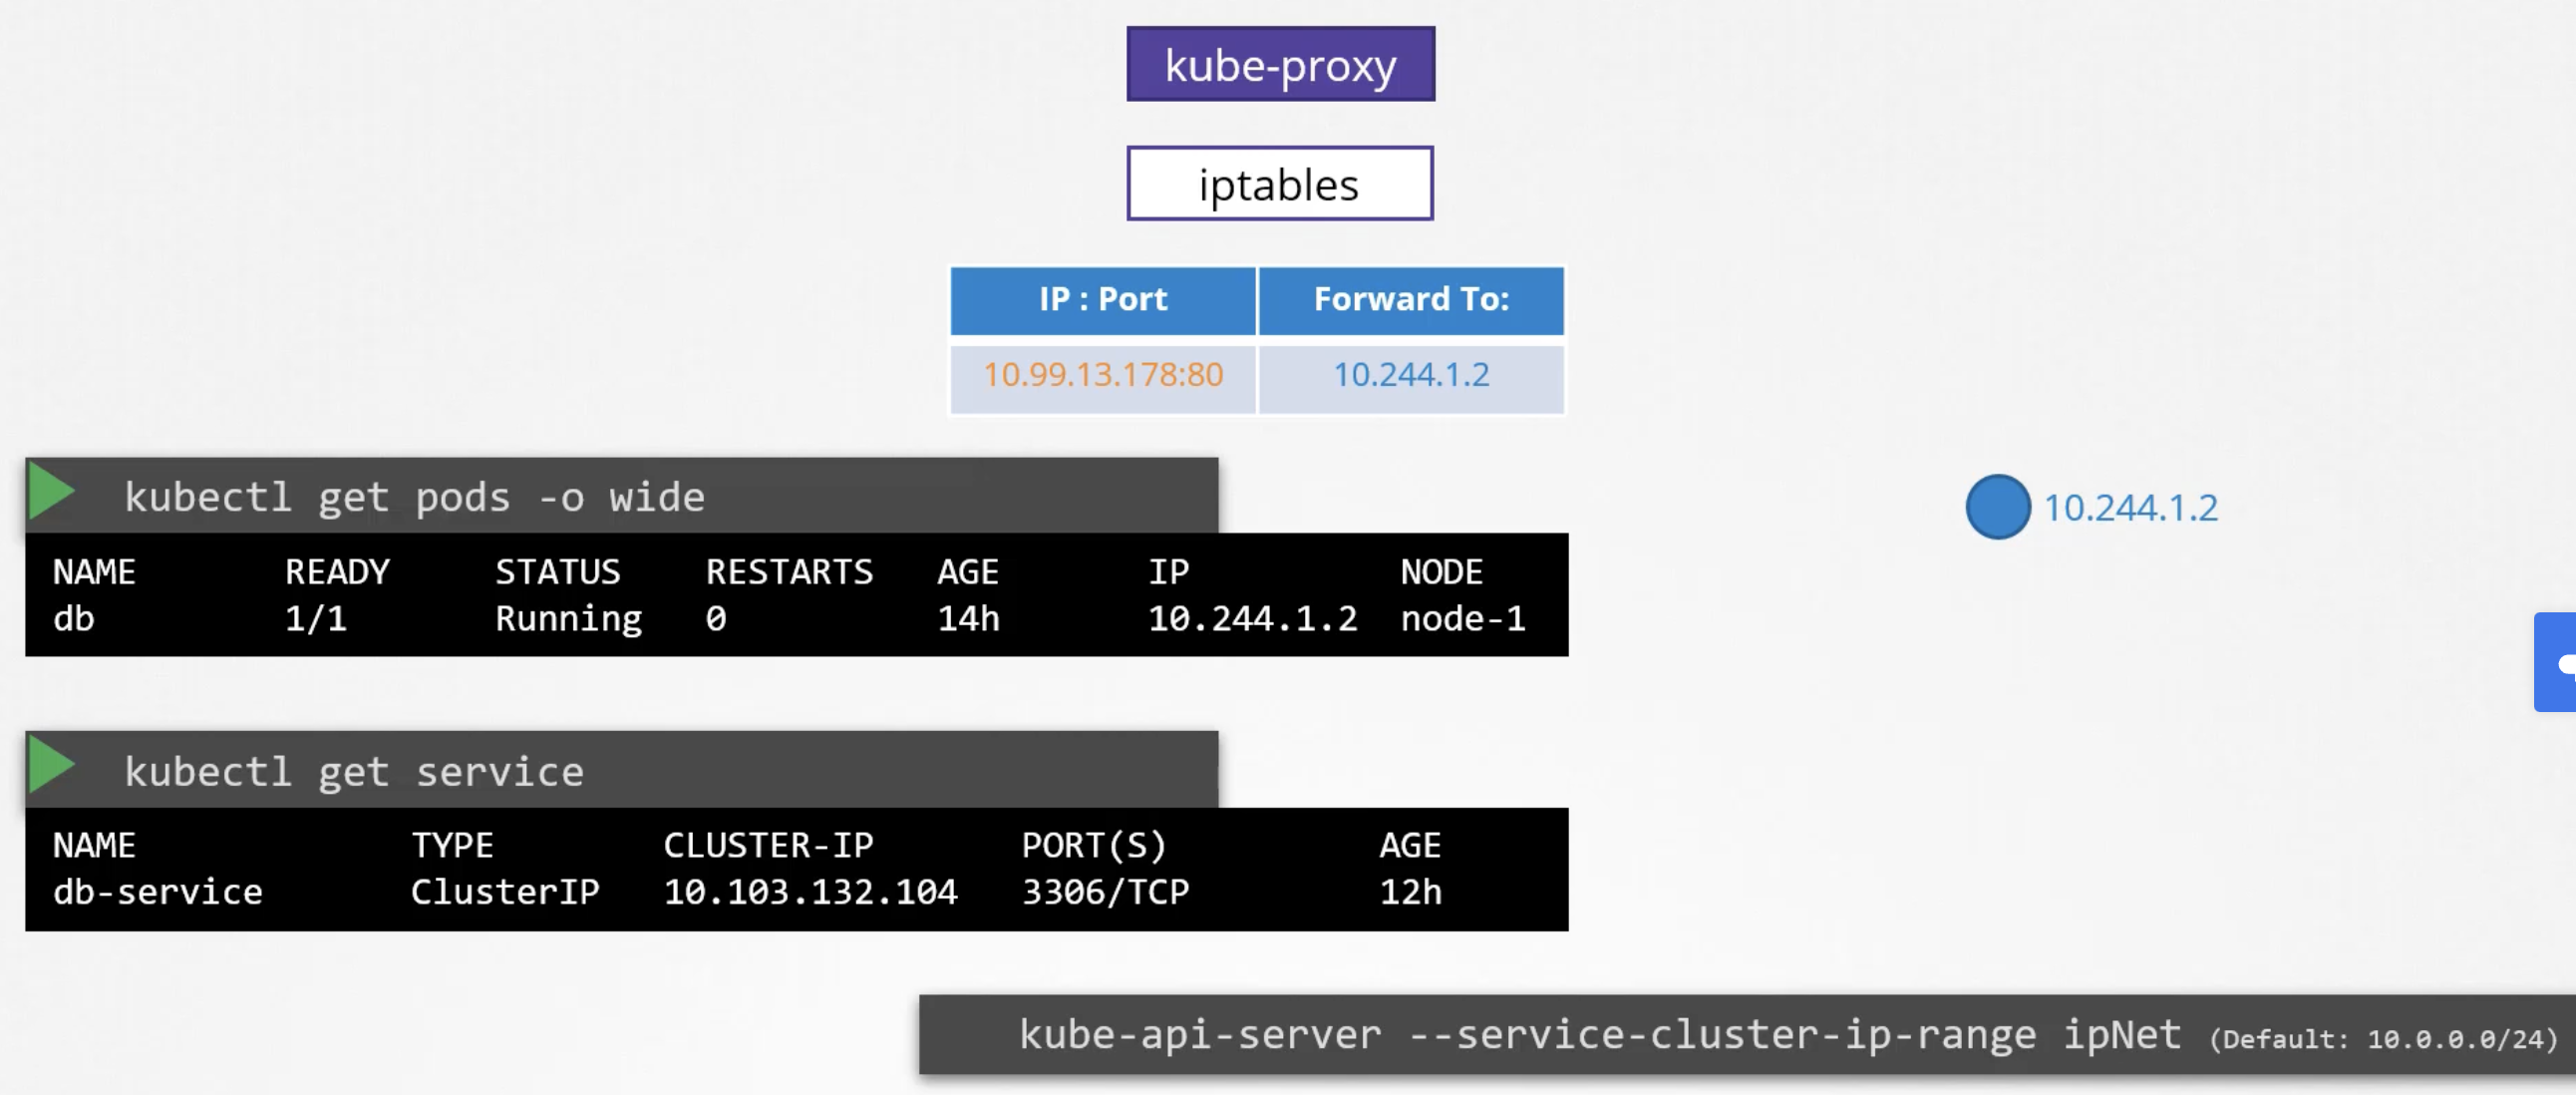 kube-proxy
iptables
IP : Port Forward To:
10.99.13.178:80 10.244.1.2
kubectl get pods -o wide
10.244.1.2
NAME READY STATUS RESTARTS AGE IP NODE
db 1/1 Running 0 14h 10.244.1.2 node-1
kubectl get service
NAME TYPE CLUSTER-IP PORT(S) AGE
db-service ClusterIP 10.103.132.104 3306/TCP 12h
kube-api-server --service-cluster-ip-range ipNet (Default: 10.0.0.0/24)